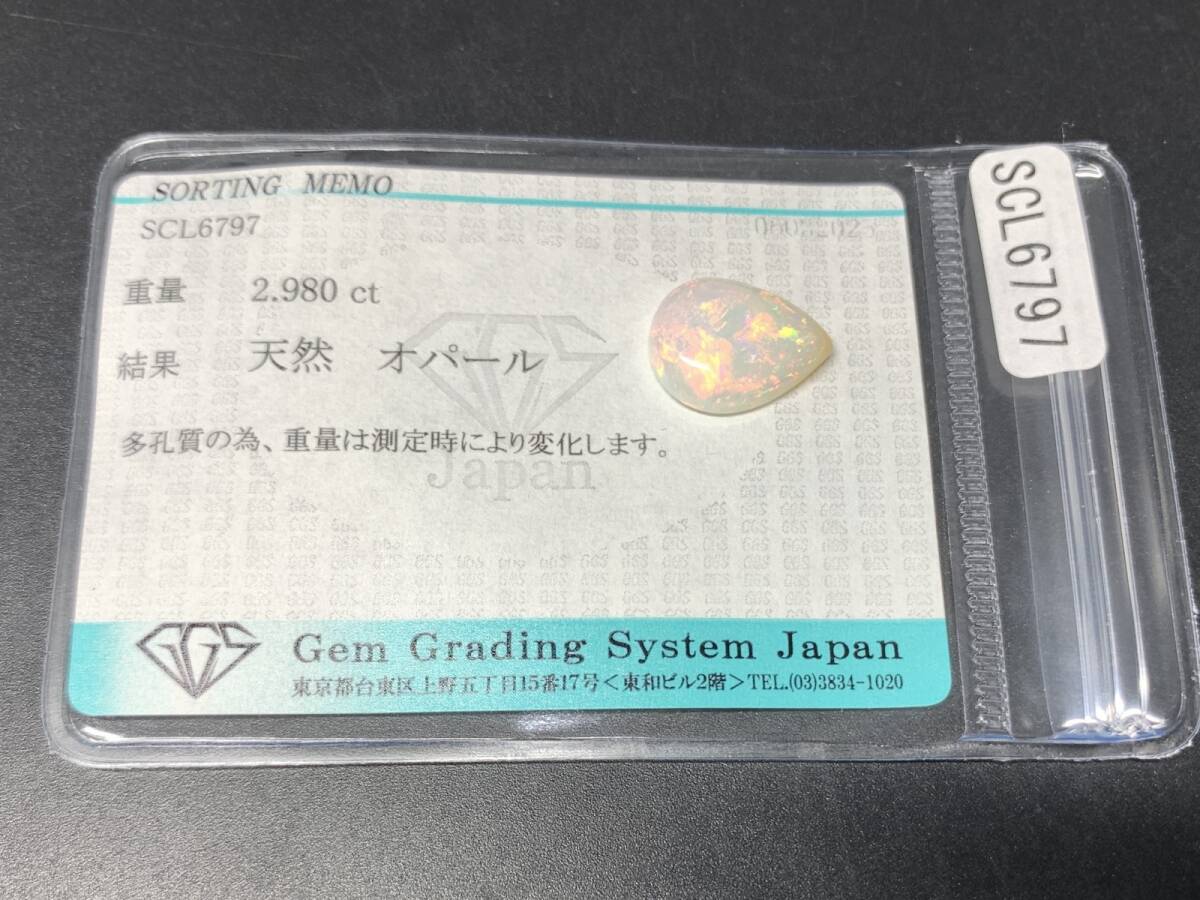 SORTING MEMO
SCL6797
重量 2.980 ct
結果 天然 オパール
多孔質の為、重量は測定時により変化します。
GGS
Japan
Gem Grading System Japan
東京都台東区上野五丁目15番17号<東和ビル2階>TEL.(03)3834-1020
SCL6797